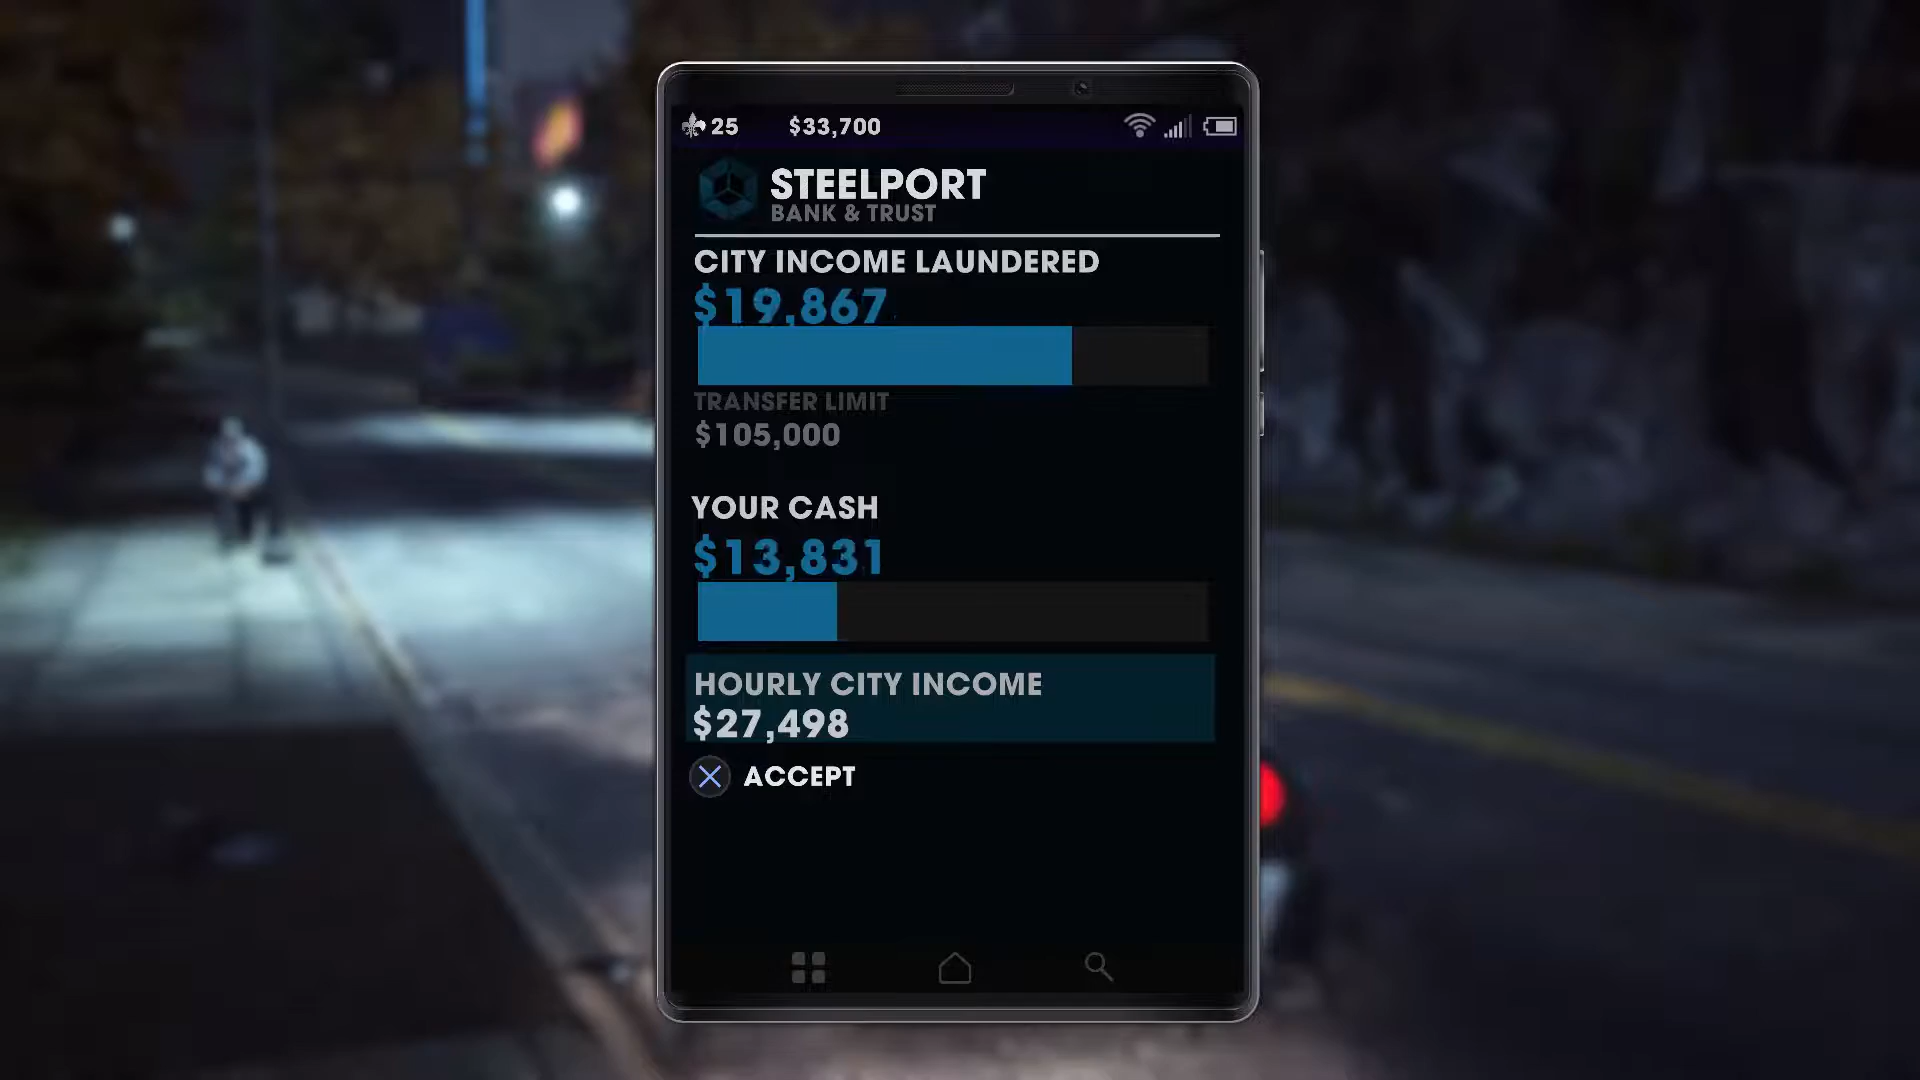 25 $33,700
STEELPORT
BANK & TRUST
CITY INCOME LAUNDERED
$19,867
TRANSFER LIMIT
$105,000
YOUR CASH
$13,831
HOURLY CITY INCOME
$27,498
ACCEPT